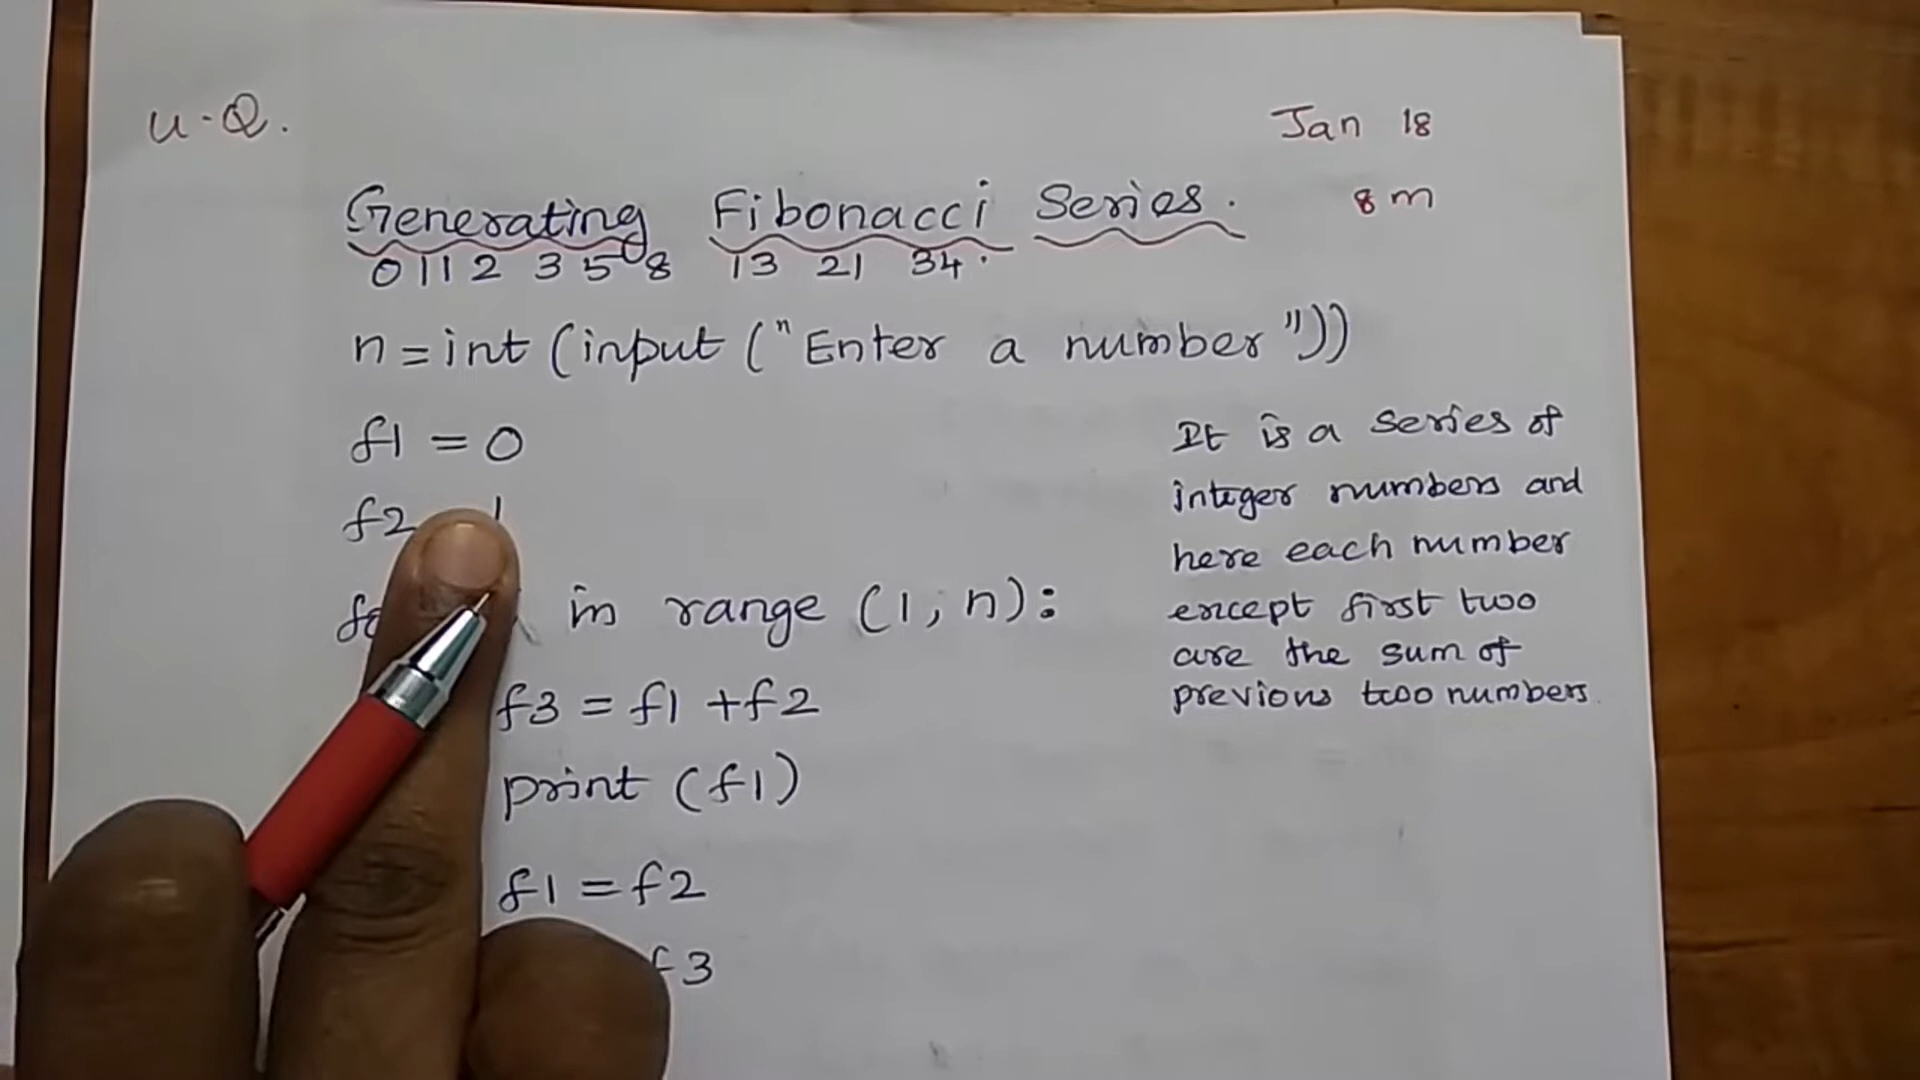 U.Q.
Jan 18
8m
Generating Fibonacci Series.
0 1 1 2 3 5 8 13 21 34.
n = int (input ("Enter a number"))
f1 = 0
f2 1
in range (1, n):
f3 = f1 + f2
print (f1)
f1 = f2
f3
It is a series of
integer numbers and
here each number
except first two
are the sum of
previous two numbers.